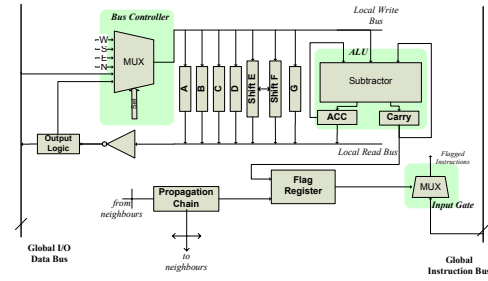 Bus Controller
Local Write
Bus
W
S
E
N
MUX
Sel
A
B
C
D
Shift E
Shift F
G
ALU
Subtractor
ACC
Carry
Output
Logic
Local Read Bus
Flag
Register
Flagged
Instructions
MUX
Input Gate
Propagation
Chain
from
neighbours
to
neighbours
Global I/O
Data Bus
Global
Instruction Bus